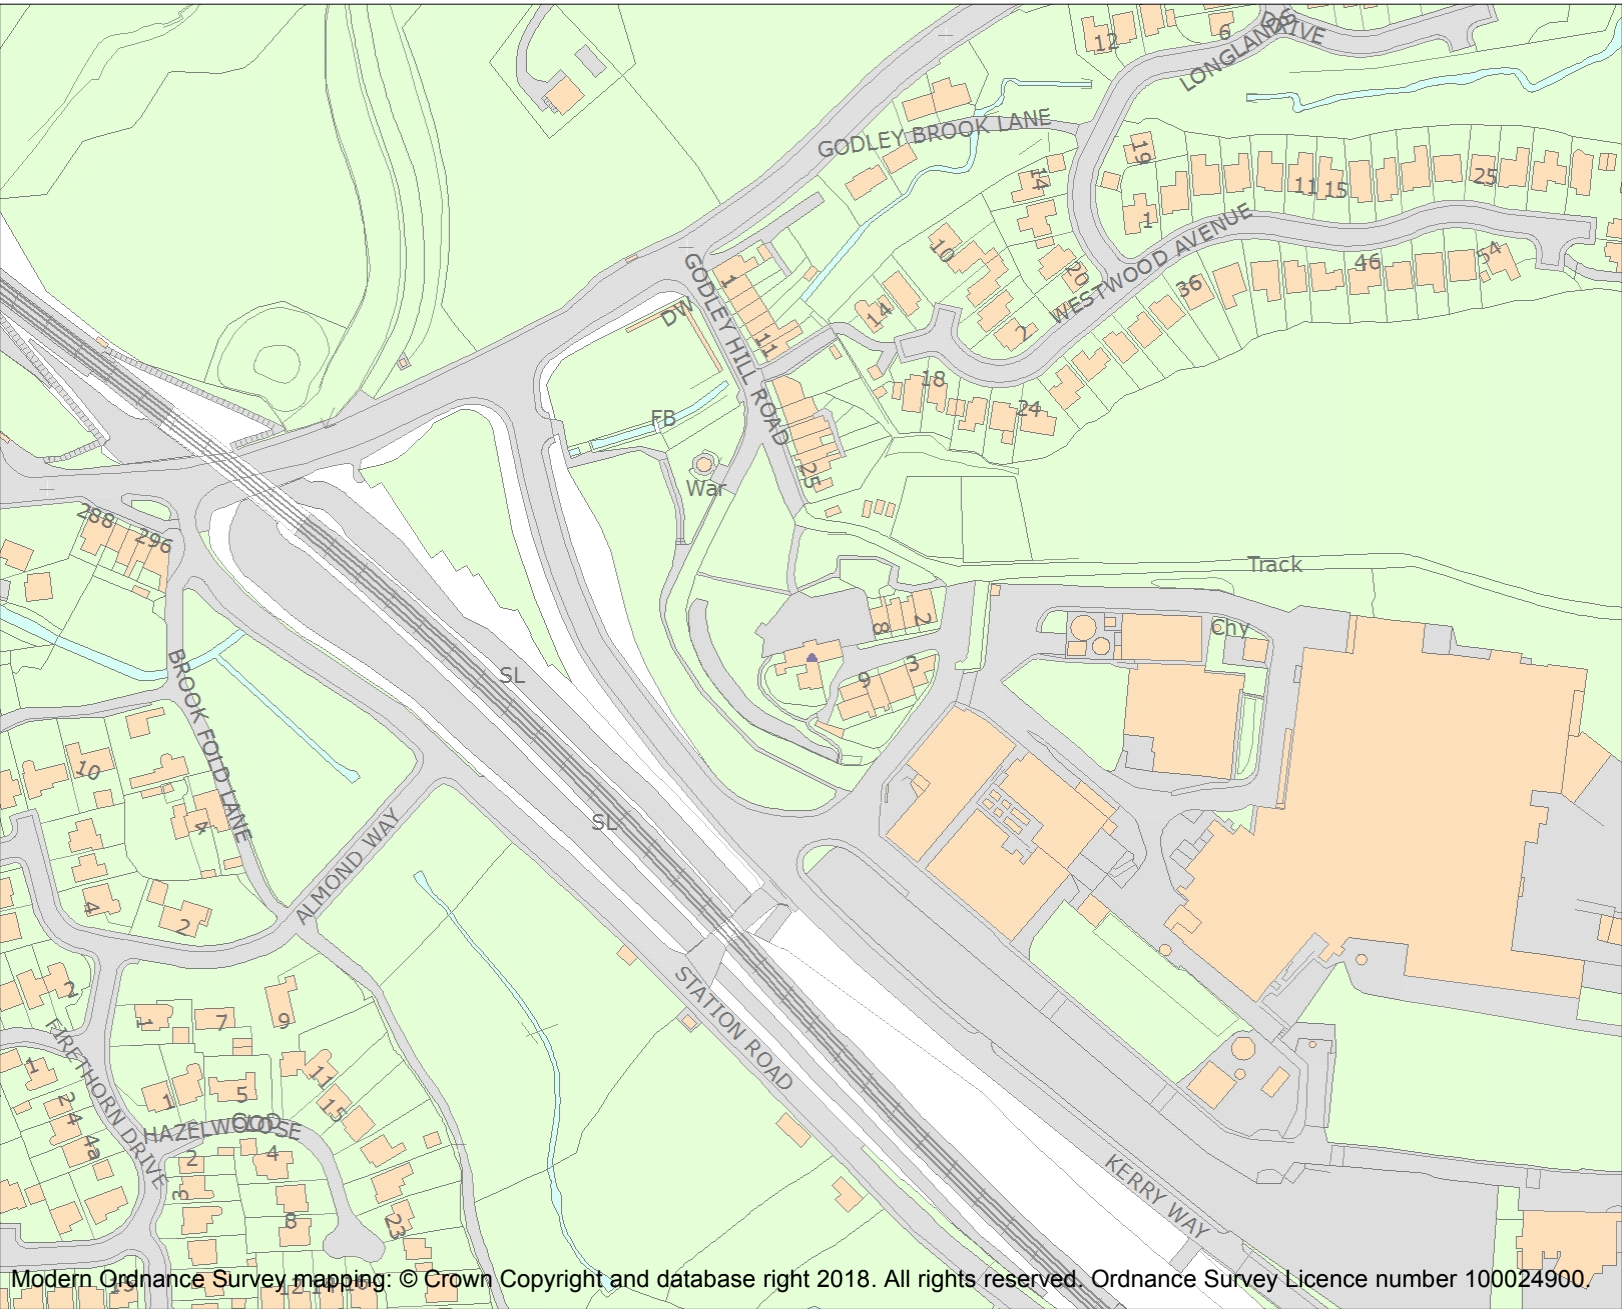 12
6
LONGLANDS
DRIVE
GODLEY BROOK LANE
19
11
15
25
14
1
10
20
WESTWOOD AVENUE
46
54
36
GODLEY HILL ROAD
1
DW
14
2
11
18
24
FB
25
War
288
296
Track
8
2
Chy
SL
3
9
BROOK FOLD LANE
10
4
SL
ALMOND WAY
4
2
2
STATION ROAD
1
7
9
FIRETHORN DRIVE
1
11
15
24
1
5
4a
HAZELWOOD
CLOSE
2
4
3
8
23
KERRY WAY
Modern Ordnance Survey mapping: © Crown Copyright and database right 2018. All rights reserved. Ordnance Survey Licence number 100024900.
12